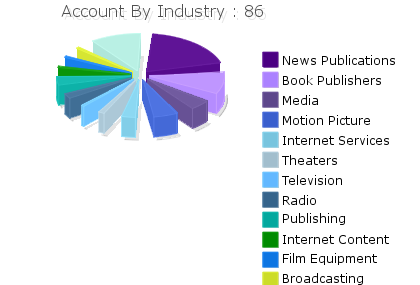 Account By Industry : 86
News Publications
Book Publishers
Media
Motion Picture
Internet Services
Theaters
Television
Radio
Publishing
Internet Content
Film Equipment
Broadcasting